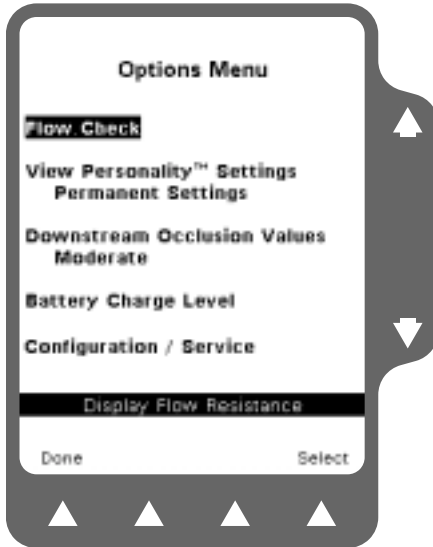 Options Menu
Flow Check
View Personality™ Settings
Permanent Settings
Downstream Occlusion Values
Moderate
Battery Charge Level
Configuration / Service
Display Flow Resistance
Done Select